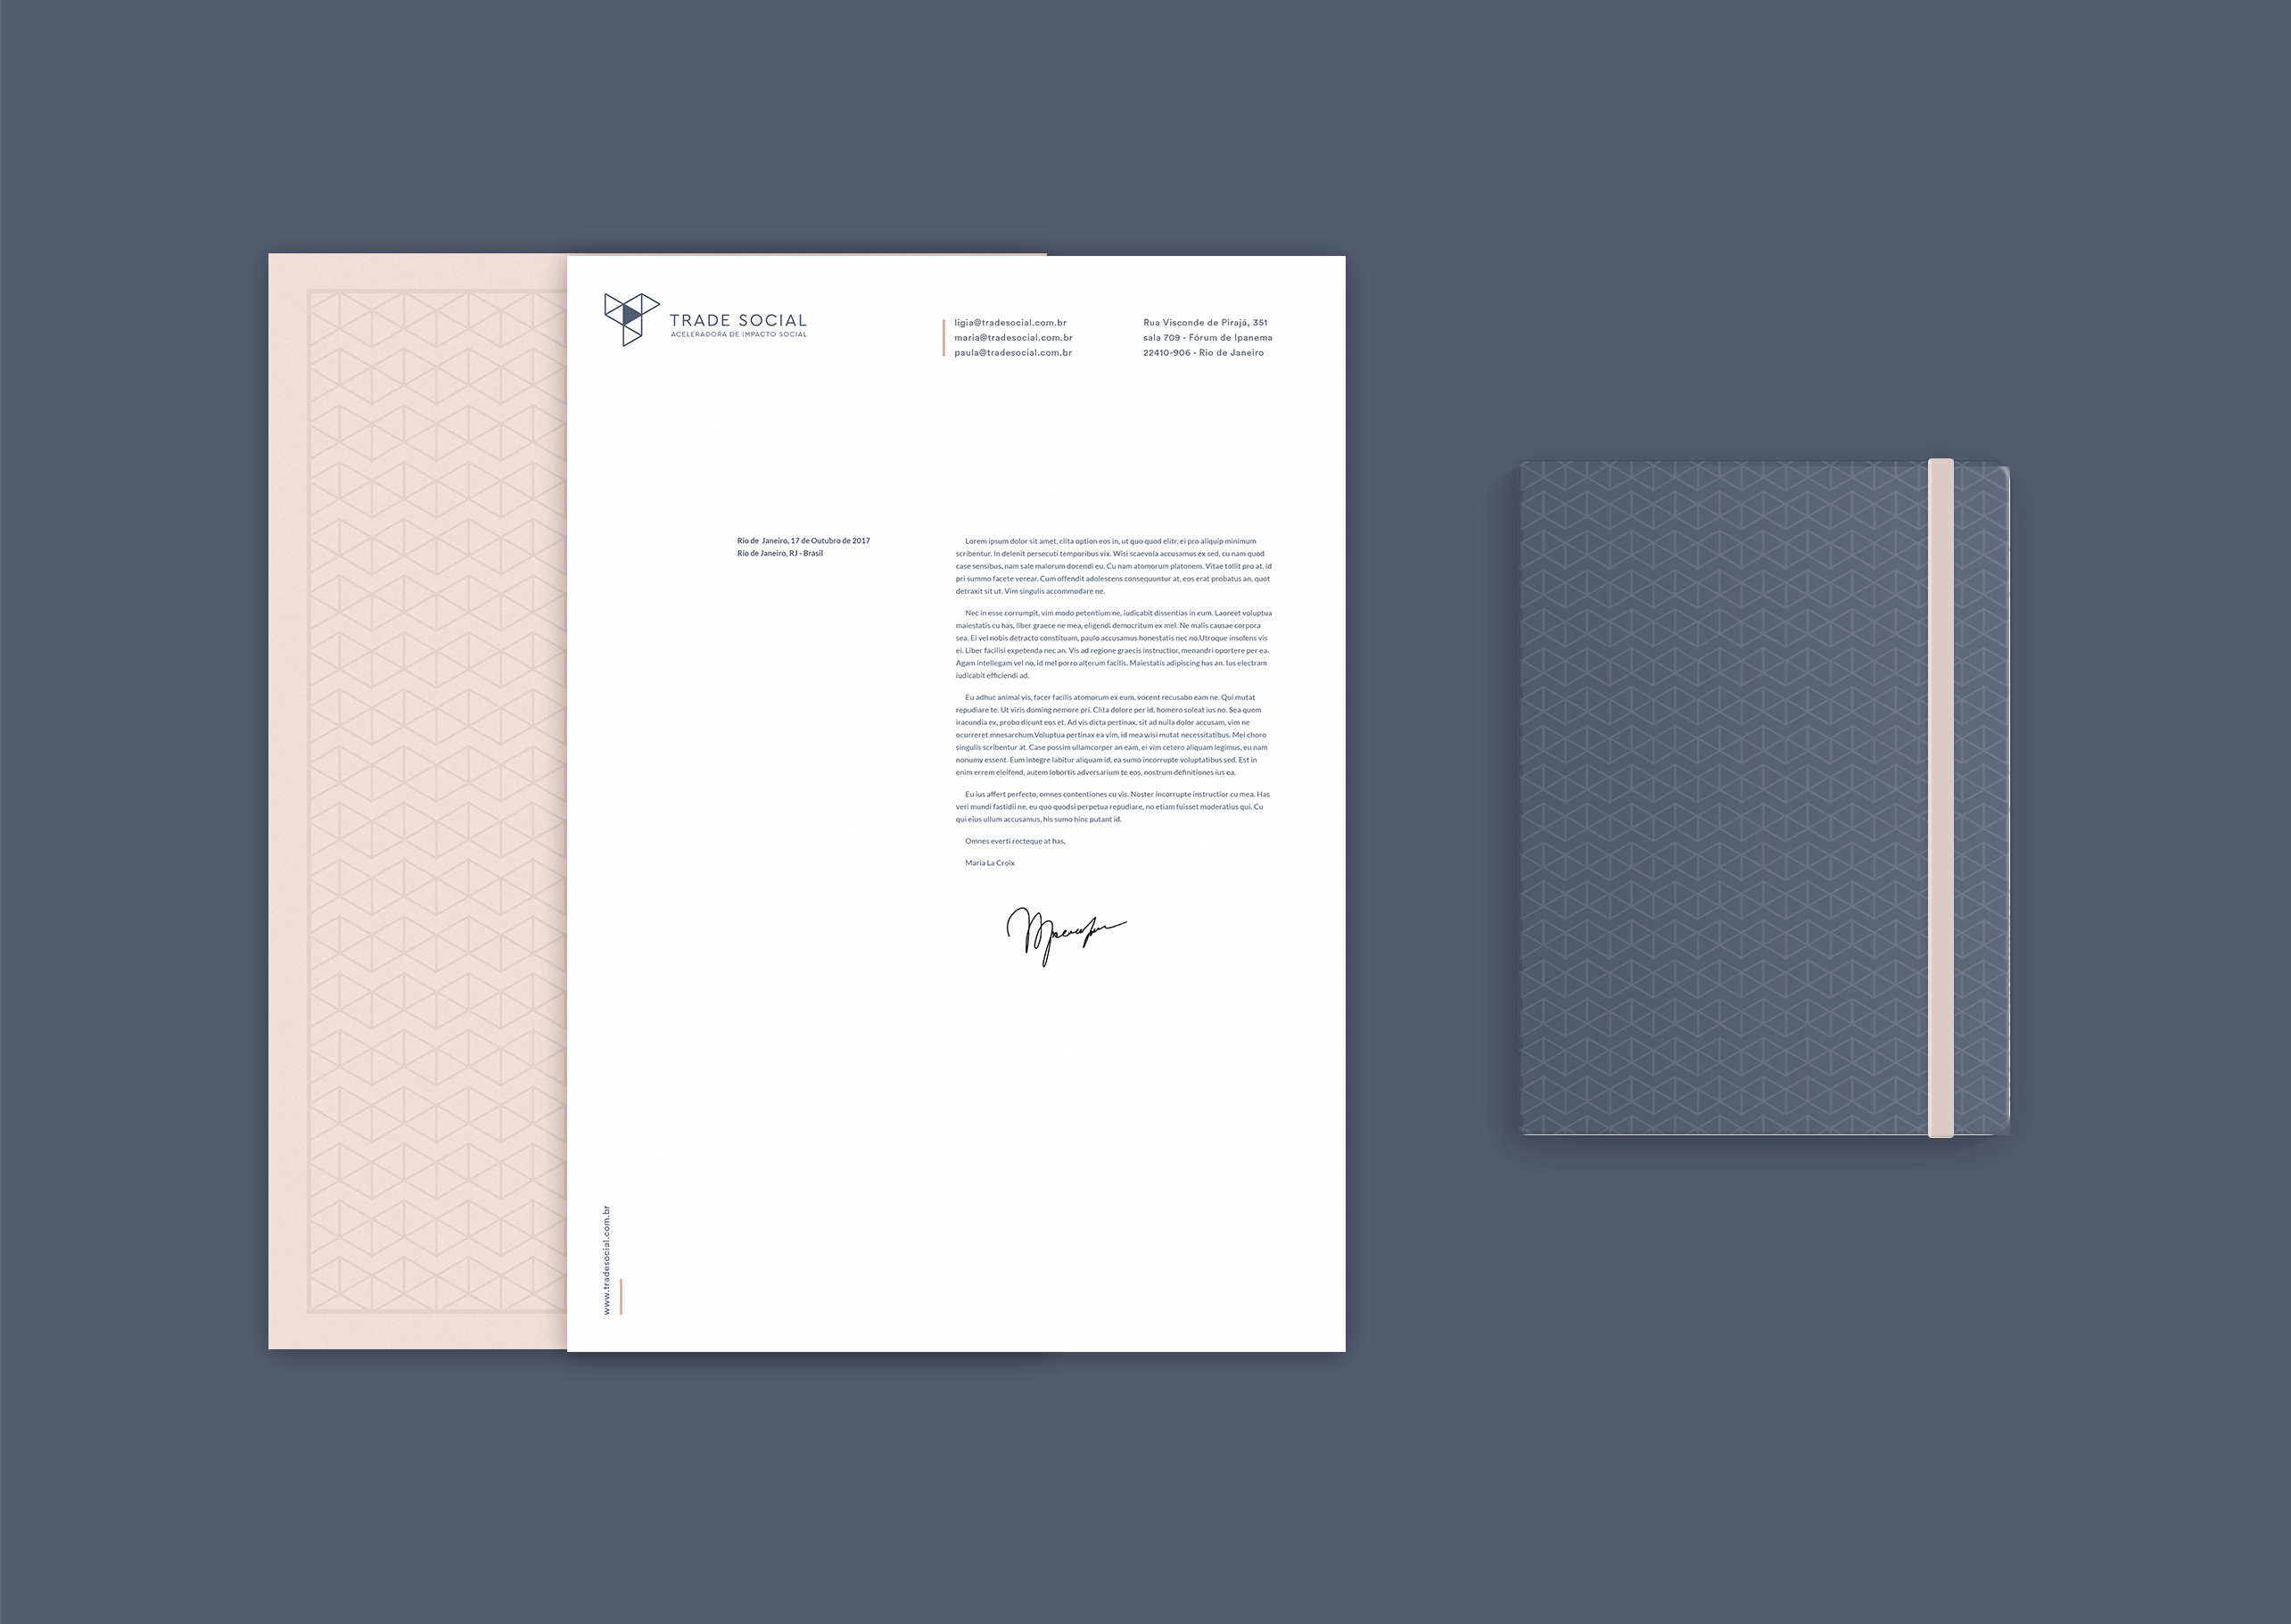 TRADE SOCIAL
ACELERADORA DE IMPACTO SOCIAL
ligia@tradesocial.com.br
maria@tradesocial.com.br
paula@tradesocial.com.br
Rua Visconde de Pirajá, 351
sala 709 - Fórum de Ipanema
22410-906 - Rio de Janeiro
Rio de Janeiro, 17 de Outubro de 2017
Rio de Janeiro, RJ - Brasil
Lorem ipsum dolor sit amet, clita option eos in, ut quo quod elitr, ei pro aliquip minimum
scribentur. In delenit persecuti temporibus vix. Wisi scaevola accusamus ex sed, cu nam quod
case sensibus, nam sale malorum docendi eu. Cu nam atomorum platonem. Vitae tollit pro at, id
pri summo facete verear. Cum offendit adolescens consequuntur at, eos erat probatus an, quot
detraxit sit ut. Vim singulis accommodare ne.
Nec in esse corrumpit, vim modo petentium ne, iudicabit dissentias in eum. Laoreet voluptua
maiestatis cu has, liber graece ne mea, eligendi democritum ex mel. Ne malis causae corpora
sea. Ei vel nobis detracto constituam, paulo accusamus honestatis nec no.Utroque insolens vis
ei. Liber facilisi expetenda nec an. Vis ad regione graecis instructior, menandri oportere per ea.
Agam intellegam vel no, id mel porro alterum facilis. Maiestatis adipiscing has an. Ius electram
iudicabit efficiendi ad.
Eu adhuc animal vis, facer facilis atomorum ex eum, vocent recusabo eam ne. Qui mutat
repudiare te. Ut viris doming nemore pri. Clita dolore per id, homero soleat ius no. Sea quem
iracundia ex, probo dicunt eos et. Ad vis dicta pertinax, sit ad nulla dolor accusam, vim ne
ocurreret mnesarchum.Voluptua pertinax ea vim, id mea wisi mutat necessitatibus. Mei choro
singulis scribentur at. Case possim ullamcorper an eam, ei vim cetero aliquam legimus, eu nam
nonumy essent. Eum integre labitur aliquam id, ea sumo incorrupte voluptatibus sed. Est in
enim errem eleifend, autem lobortis adversarium te eos, nostrum definitiones ius ea.
Eu ius affert perfecto, omnes contentiones cu vis. Noster incorrupte instructior cu mea. Has
veri mundi fastidii ne, eu quo quodsi perpetua repudiare, no etiam fuisset moderatius qui. Cu
qui eius ullum accusamus, his sumo hinc putant id.
Omnes everti recteque at has,
Maria La Croix
www.tradesocial.com.br